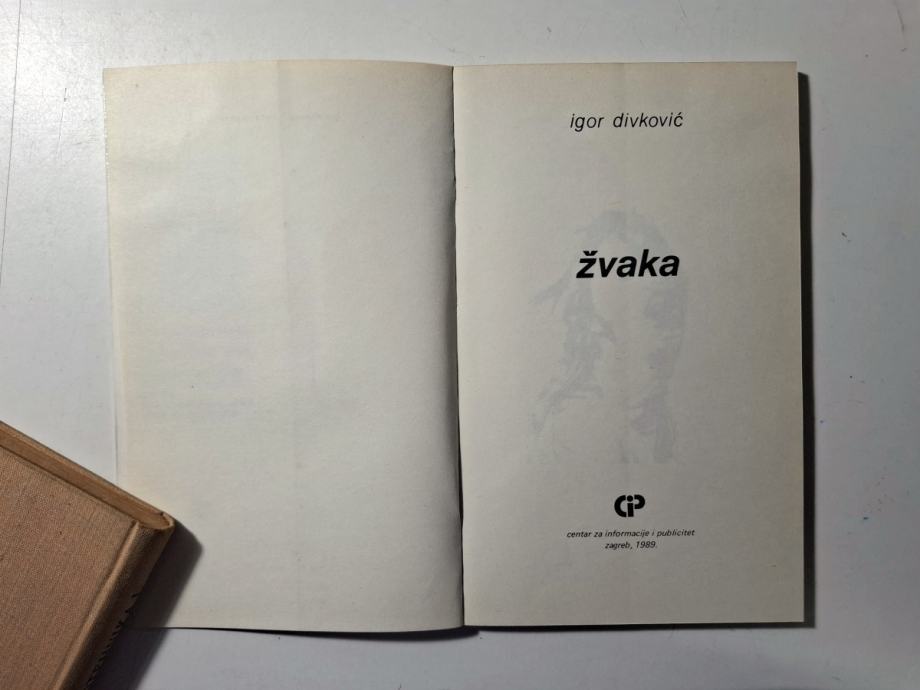 igor divković
žvaka
CiP
centar za informacije i publicitet
zagreb, 1989.